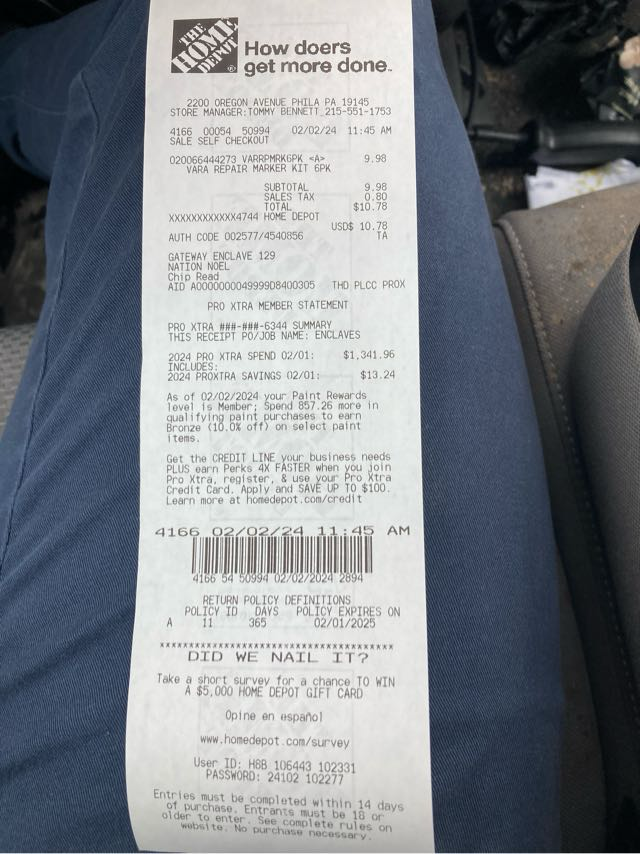 THE
HOME
DEPOT
How doers
get more done.
2200 OREGON AVENUE PHILA PA 19145
STORE MANAGER:TOMMY BENNETT 215-551-1753
4166 00054 50994 02/02/24 11:45 AM
SALE SELF CHECKOUT
020066444273 VARRPMRK6PK <A> 9.98
VARA REPAIR MARKER KIT 6PK
SUBTOTAL 9.98
SALES TAX 0.80
TOTAL $10.78
XXXXXXXXXXXX4744 HOME DEPOT
USD$ 10.78
AUTH CODE 002577/4540856 TA
GATEWAY ENCLAVE 129
NATION NOEL
Chip Read
AID A0000000049999D8400305 THD PLCC PROX
PRO XTRA MEMBER STATEMENT
PRO XTRA ###-###-6344 SUMMARY
THIS RECEIPT PO/JOB NAME: ENCLAVES
2024 PRO XTRA SPEND 02/01: $1,341.96
INCLUDES:
2024 PROXTRA SAVINGS 02/01: $13.24
As of 02/02/2024 your Paint Rewards
level is Member; Spend 857.26 more in
qualifying paint purchases to earn
Bronze (10.0% off) on select paint
items.
Get the CREDIT LINE your business needs
PLUS earn Perks 4X FASTER when you join
Pro Xtra, register, & use your Pro Xtra
Credit Card. Apply and SAVE UP TO $100.
Learn more at homedepot.com/credit
4166 02/02/24 11:45 AM
4166 54 50994 02/02/2024 2894
RETURN POLICY DEFINITIONS
POLICY ID DAYS POLICY EXPIRES ON
A 11 365 02/01/2025
****************************************
DID WE NAIL IT?
Take a short survey for a chance TO WIN
A $5,000 HOME DEPOT GIFT CARD
Opine en español
www.homedepot.com/survey
User ID: H8B 106443 102331
PASSWORD: 24102 102277
Entries must be completed within 14 days
of purchase. Entrants must be 18 or
older to enter. See complete rules on
website. No purchase necessary.